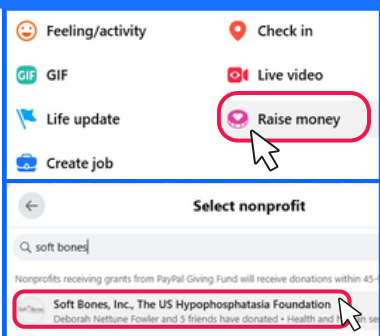 Feeling/activity
Check in
GIF GIF
Live video
Life update
Raise money
Create job
Select nonprofit
soft bones
Nonprofits receiving grants from PayPal Giving Fund will receive donations within 45-
Soft Bones, Inc., The US Hypophosphatasia Foundation
Deborah Nettune Fowler and 5 friends have donated • Health and se